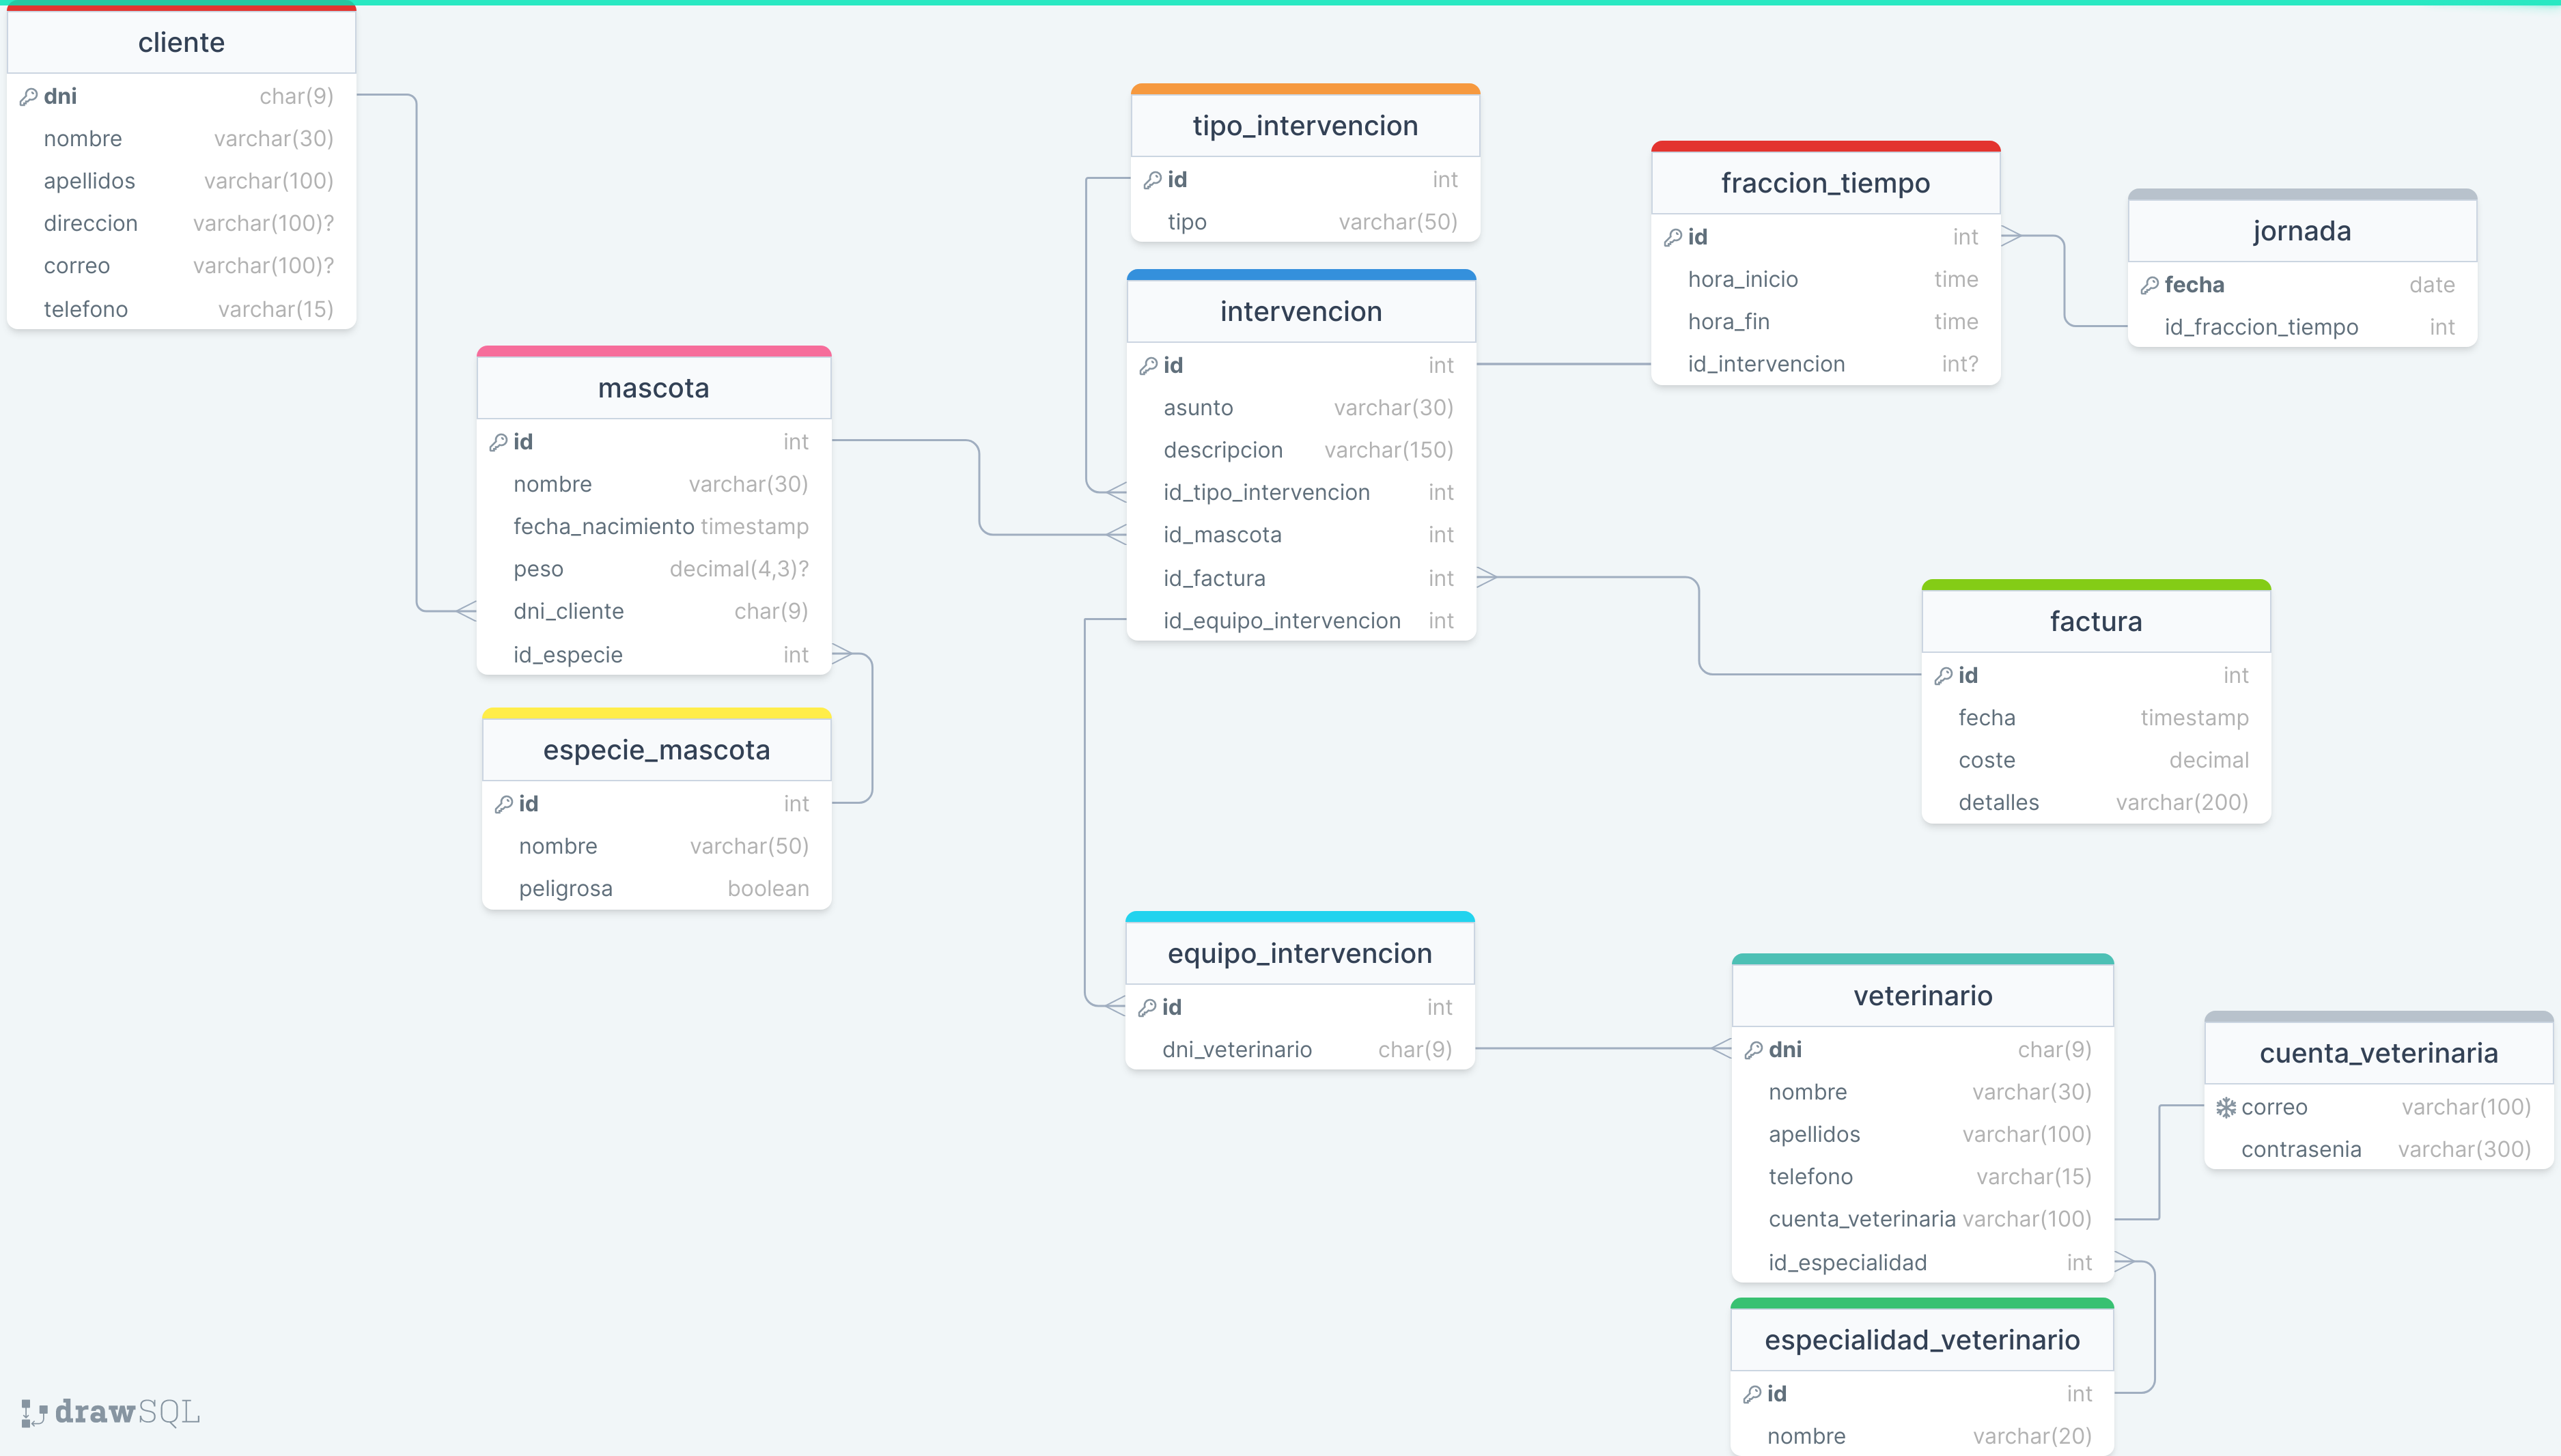 cliente
dni char(9)
nombre varchar(30)
apellidos varchar(100)
direccion varchar(100)?
correo varchar(100)?
telefono varchar(15)
mascota
id int
nombre varchar(30)
fecha_nacimiento timestamp
peso decimal(4,3)?
dni_cliente char(9)
id_especie int
especie_mascota
id int
nombre varchar(50)
peligrosa boolean
tipo_intervencion
id int
tipo varchar(50)
intervencion
id int
asunto varchar(30)
descripcion varchar(150)
id_tipo_intervencion int
id_mascota int
id_factura int
id_equipo_intervencion int
fraccion_tiempo
id int
hora_inicio time
hora_fin time
id_intervencion int?
jornada
fecha date
id_fraccion_tiempo int
factura
id int
fecha timestamp
coste decimal
detalles varchar(200)
equipo_intervencion
id int
dni_veterinario char(9)
veterinario
dni char(9)
nombre varchar(30)
apellidos varchar(100)
telefono varchar(15)
cuenta_veterinaria varchar(100)
id_especialidad int
cuenta_veterinaria
correo varchar(100)
contrasenia varchar(300)
especialidad_veterinario
id int
nombre varchar(20)
drawSQL